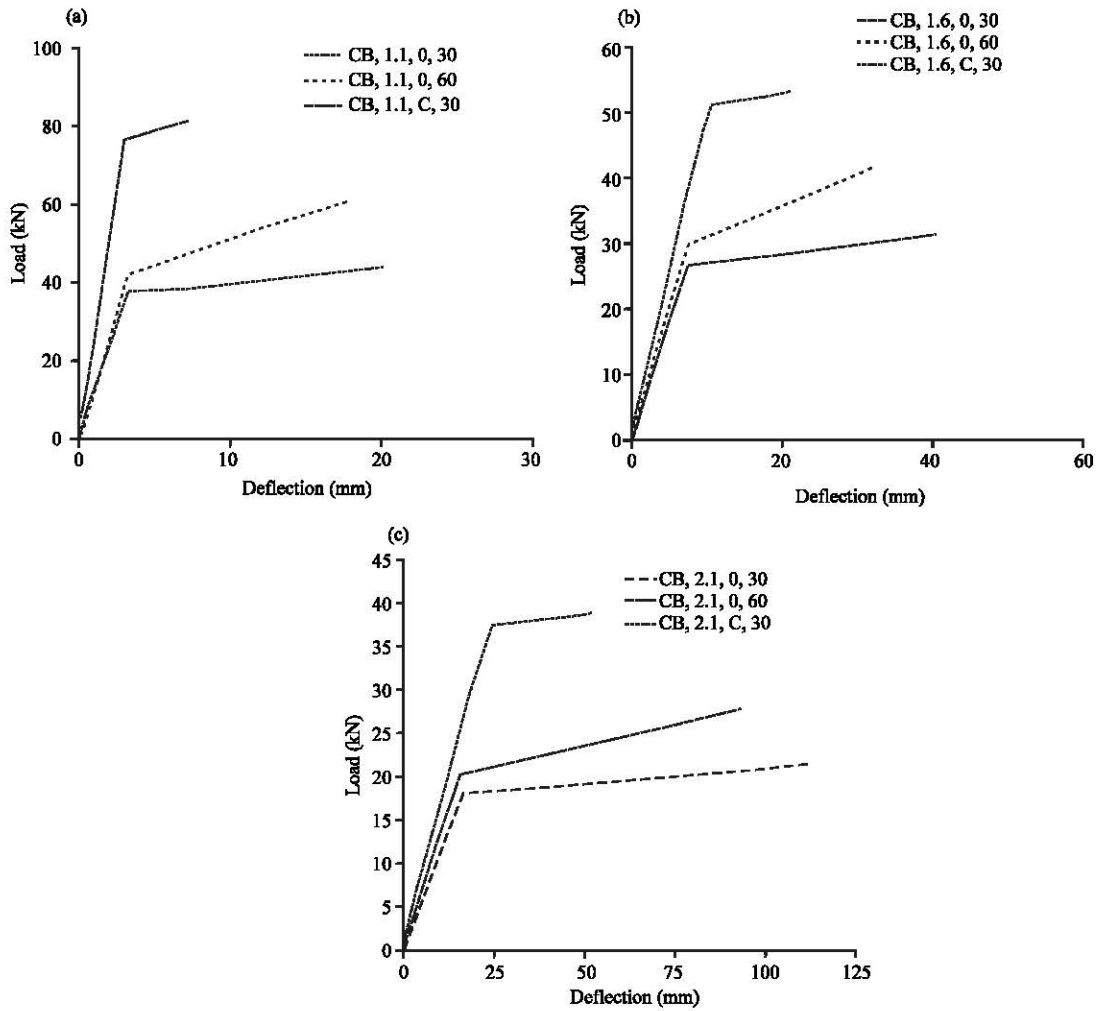 (a)
CB, 1.1, 0, 30
CB, 1.1, 0, 60
CB, 1.1, C, 30
100
80
60
40
20
0
Load (kN)
0 10 20 30
Deflection (mm)
(b)
CB, 1.6, 0, 30
CB, 1.6, 0, 60
CB, 1.6, C, 30
60
50
40
30
20
10
0
Load (kN)
0 20 40 60
Deflection (mm)
(c)
CB, 2.1, 0, 30
CB, 2.1, 0, 60
CB, 2.1, C, 30
45
40
35
30
25
20
15
10
5
0
Load (kN)
0 25 50 75 100 125
Deflection (mm)